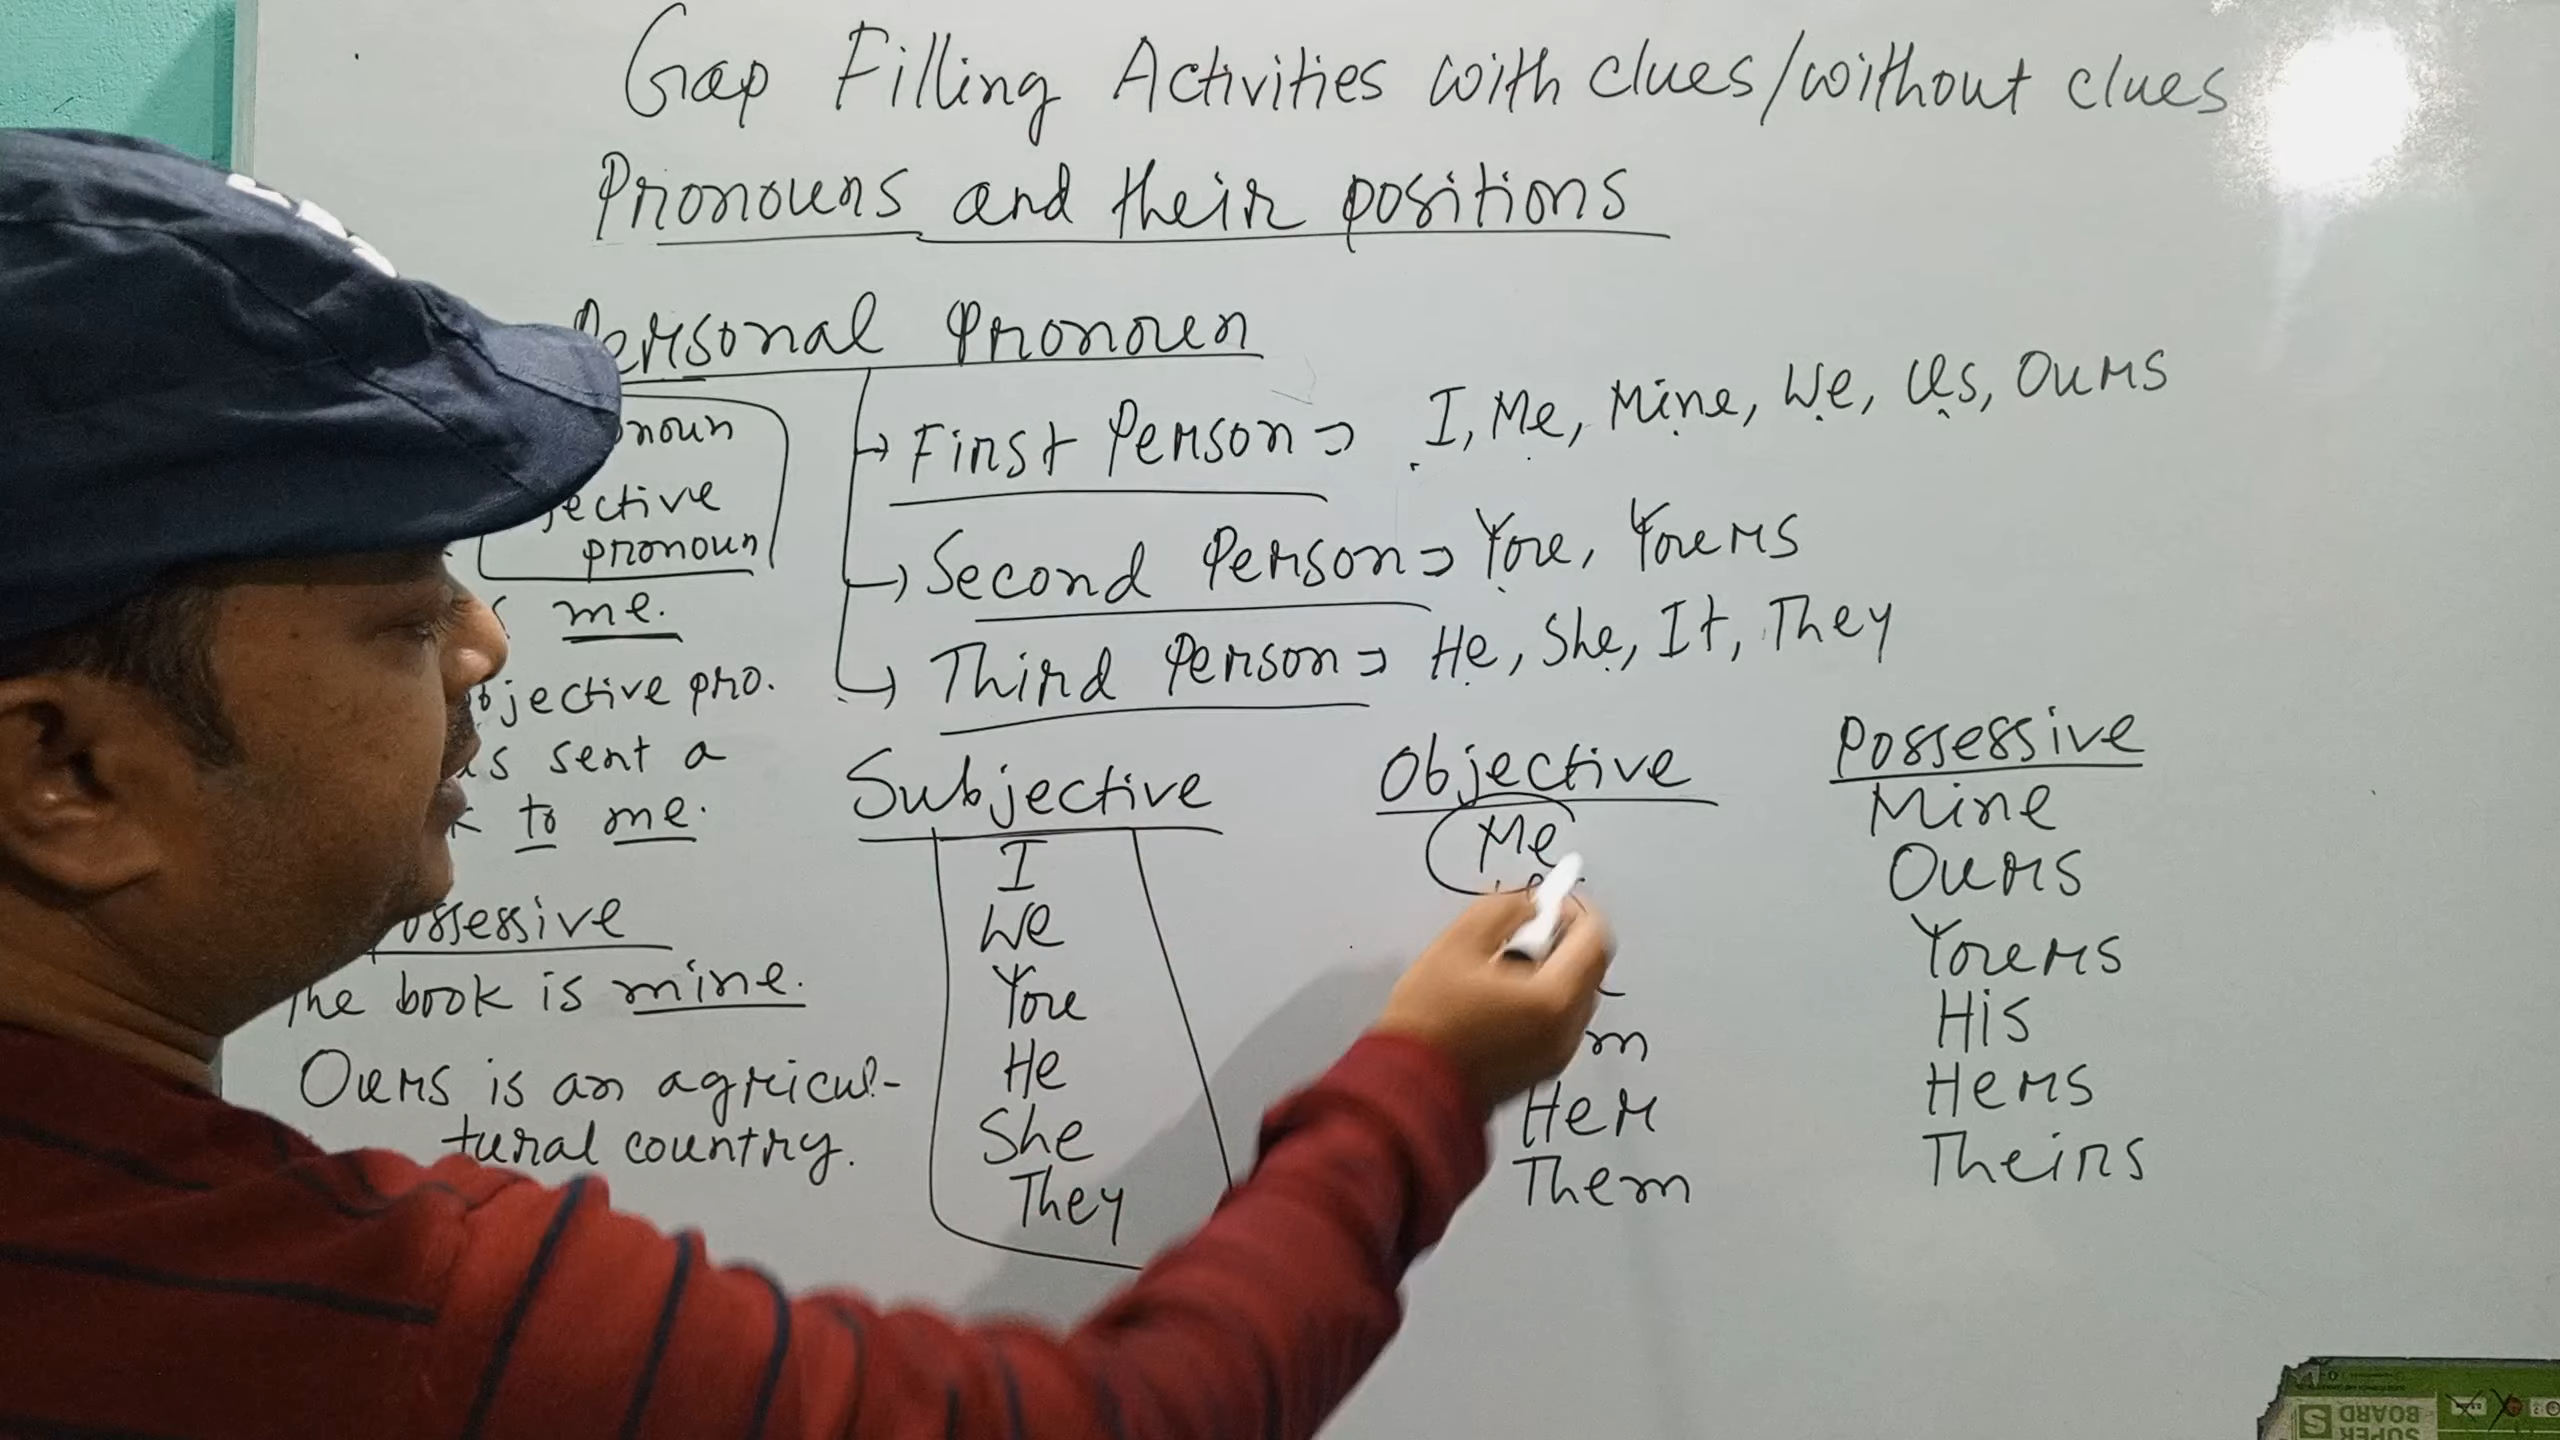 Gap Filling Activities with clues/without clues
Pronouns and their positions
Personal Pronoun
First Person ⇒ I, Me, Mine, We, Us, Ours
Second Person ⇒ You, Yours
Third Person ⇒ He, She, It, They
pronoun
me.
pro.
sent a
to me.
The book is mine.
Ours is an agricul-
tural country.
Subjective
I
We
You
He
She
They
Objective
Me
Her
Them
Possessive
Mine
Ours
Yours
His
Hers
Theirs
SUPER
BOARD